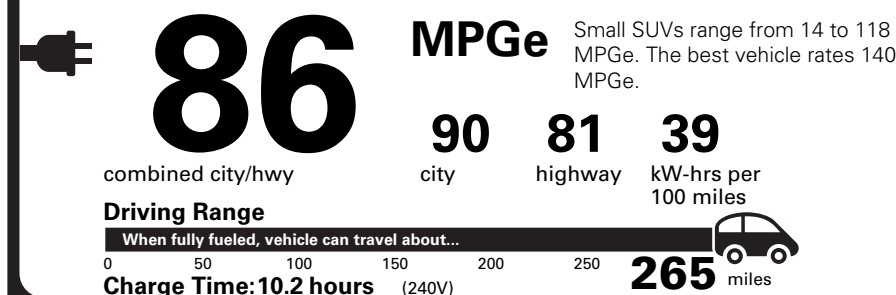 86 MPGe
Small SUVs range from 14 to 118
MPGe. The best vehicle rates 140
MPGe.
combined city/hwy
90
city
81
highway
39
kW-hrs per
100 miles
Driving Range
When fully fueled, vehicle can travel about...
0 50 100 150 200 250 265 miles
Charge Time: 10.2 hours (240V)